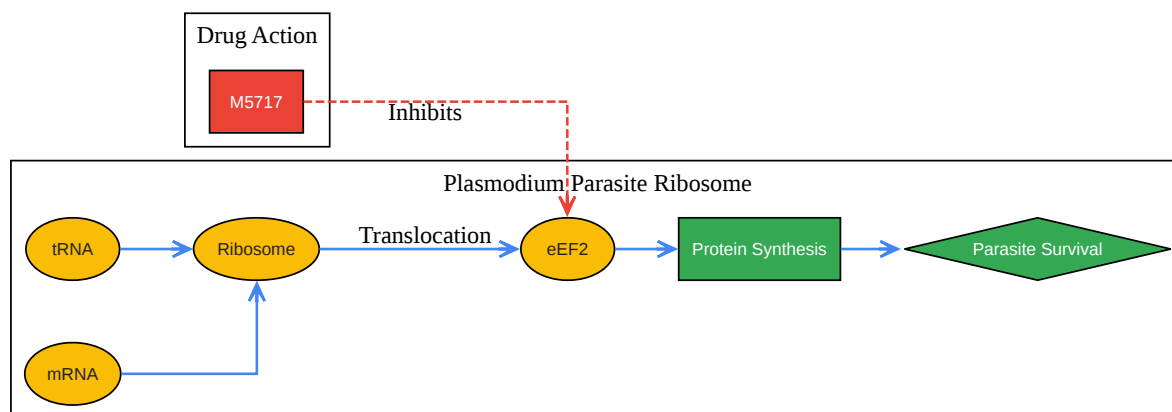 Drug Action
M5717
Inhibits
Plasmodium Parasite Ribosome
tRNA
Ribosome
Translocation
eEF2
Protein Synthesis
Parasite Survival
mRNA